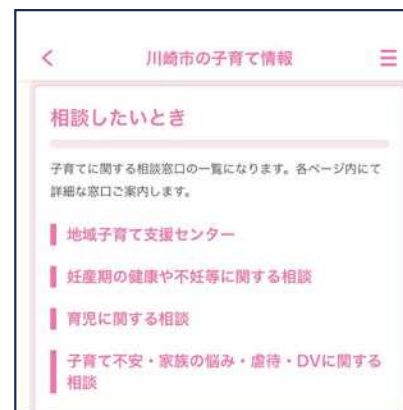 川崎市の子育て情報
相談したいとき
子育てに関する相談窓口の一覧になります。各ページ内にて
詳細な窓口ご案内します。
地域子育て支援センター
妊産期の健康や不妊等に関する相談
育児に関する相談
子育て不安・家族の悩み・虐待・DVに関する
相談